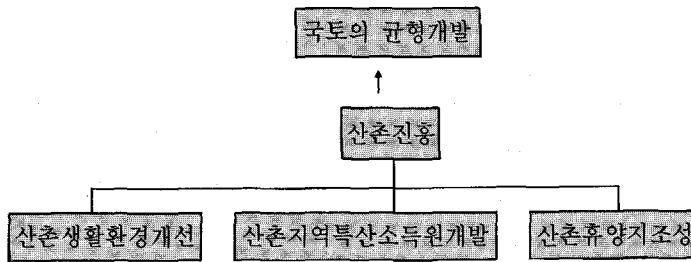 국토의 균형개발
산촌진흥
산촌생활환경개선
산촌지역특산소득원개발
산촌휴양지조성